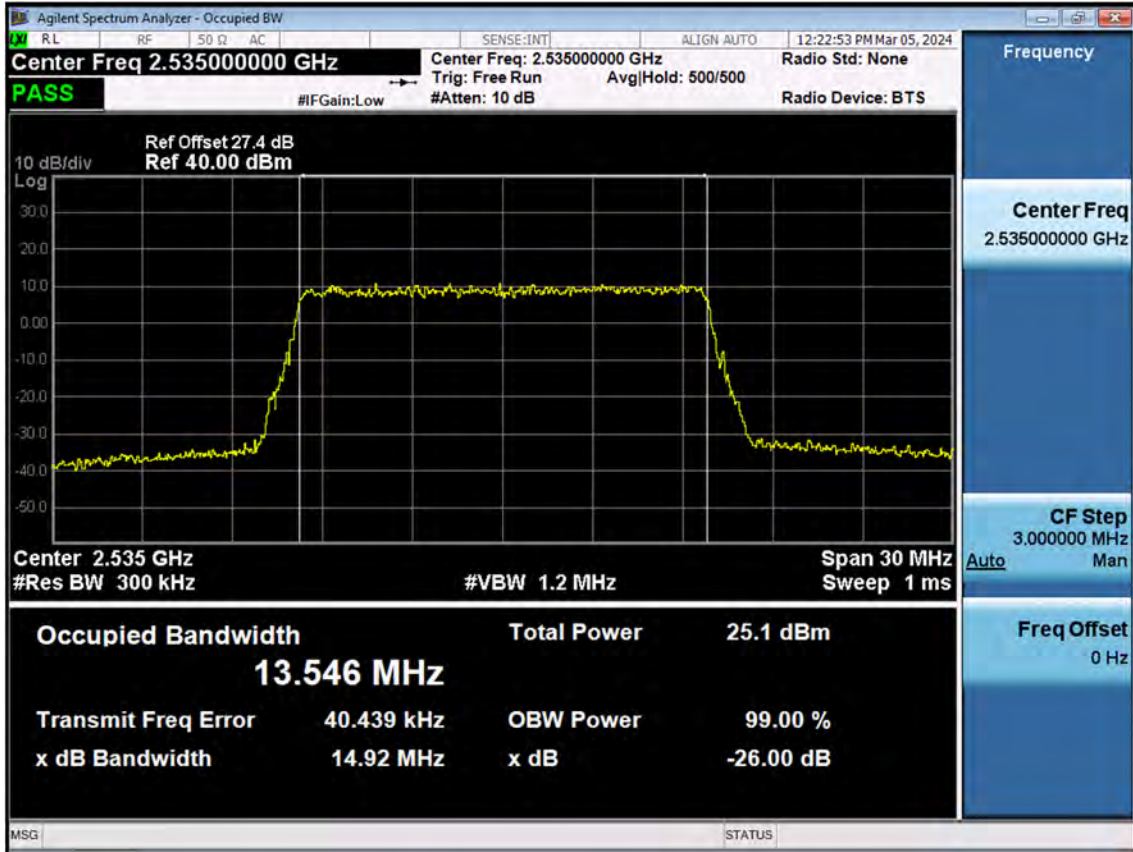 Agilent Spectrum Analyzer - Occupied BW
LXI RL RF 50 Ω AC SENSE:INT ALIGN AUTO 12:22:53 PM Mar 05, 2024
Center Freq 2.535000000 GHz
Center Freq: 2.535000000 GHz
Radio Std: None
Trig: Free Run Avg|Hold: 500/500
PASS
#IFGain:Low
#Atten: 10 dB
Radio Device: BTS
Ref Offset 27.4 dB
10 dB/div Ref 40.00 dBm
Log
30.0
20.0
10.0
0.00
-10.0
-20.0
-30.0
-40.0
-50.0
Center 2.535 GHz Span 30 MHz
#Res BW 300 kHz #VBW 1.2 MHz Sweep 1 ms
Occupied Bandwidth Total Power 25.1 dBm
13.546 MHz
Transmit Freq Error 40.439 kHz OBW Power 99.00 %
x dB Bandwidth 14.92 MHz x dB -26.00 dB
MSG STATUS
Frequency
Center Freq
2.535000000 GHz
CF Step
3.000000 MHz
Auto Man
Freq Offset
0 Hz